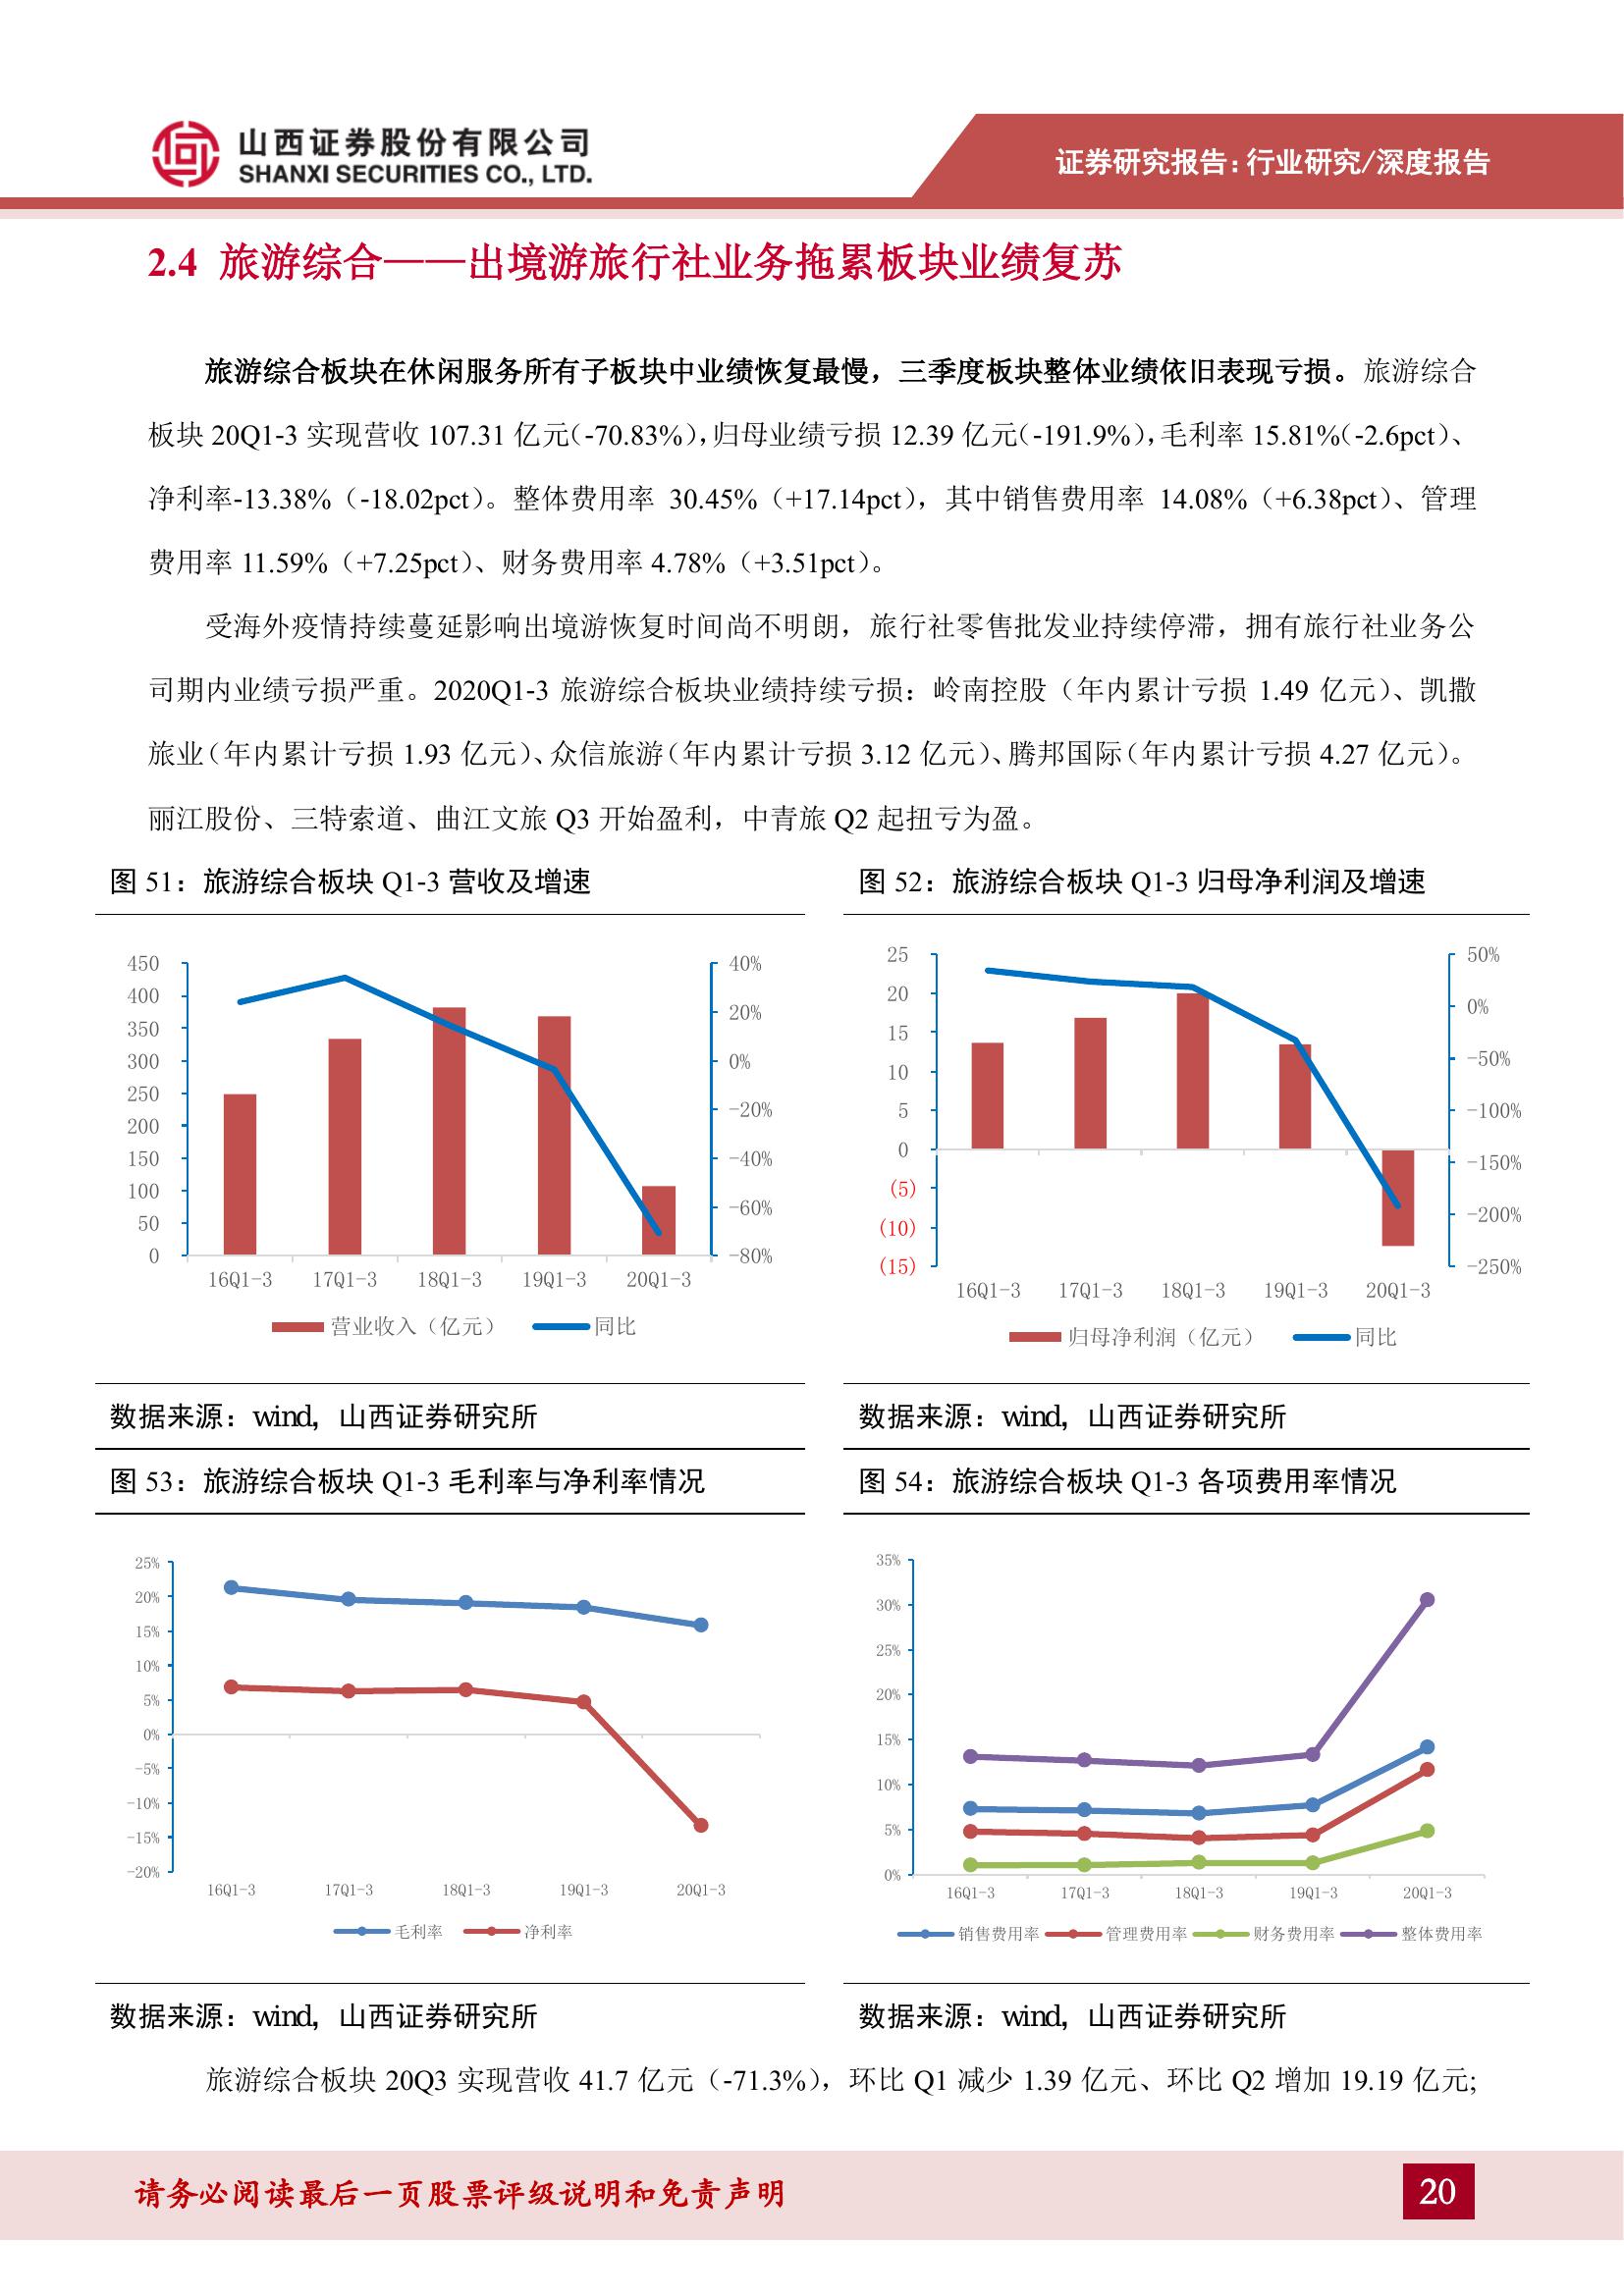 山西证券股份有限公司
SHANXI SECURITIES CO., LTD.
证券研究报告：行业研究/深度报告
2.4 旅游综合——出境游旅行社业务拖累板块业绩复苏
旅游综合板块在休闲服务所有子板块中业绩恢复最慢，三季度板块整体业绩依旧表现亏损。旅游综合
板块 20Q1-3 实现营收 107.31 亿元（-70.83%），归母业绩亏损 12.39 亿元（-191.9%），毛利率 15.81%（-2.6pct）、
净利率-13.38%（-18.02pct）。整体费用率 30.45%（+17.14pct），其中销售费用率 14.08%（+6.38pct）、管理
费用率 11.59%（+7.25pct）、财务费用率 4.78%（+3.51pct）。
受海外疫情持续蔓延影响出境游恢复时间尚不明朗，旅行社零售批发业持续停滞，拥有旅行社业务公
司期内业绩亏损严重。2020Q1-3 旅游综合板块业绩持续亏损：岭南控股（年内累计亏损 1.49 亿元）、凯撒
旅业（年内累计亏损 1.93 亿元）、众信旅游（年内累计亏损 3.12 亿元）、腾邦国际（年内累计亏损 4.27 亿元）。
丽江股份、三特索道、曲江文旅 Q3 开始盈利，中青旅 Q2 起扭亏为盈。
图 51：旅游综合板块 Q1-3 营收及增速
450
400
350
300
250
200
150
100
50
0
40%
20%
0%
-20%
-40%
-60%
-80%
16Q1-3 17Q1-3 18Q1-3 19Q1-3 20Q1-3
营业收入（亿元） 同比
数据来源：wind，山西证券研究所
图 52：旅游综合板块 Q1-3 归母净利润及增速
25
20
15
10
5
0
(5)
(10)
(15)
50%
0%
-50%
-100%
-150%
-200%
-250%
16Q1-3 17Q1-3 18Q1-3 19Q1-3 20Q1-3
归母净利润（亿元） 同比
数据来源：wind，山西证券研究所
图 53：旅游综合板块 Q1-3 毛利率与净利率情况
25%
20%
15%
10%
5%
0%
-5%
-10%
-15%
-20%
16Q1-3 17Q1-3 18Q1-3 19Q1-3 20Q1-3
毛利率 净利率
数据来源：wind，山西证券研究所
图 54：旅游综合板块 Q1-3 各项费用率情况
35%
30%
25%
20%
15%
10%
5%
0%
16Q1-3 17Q1-3 18Q1-3 19Q1-3 20Q1-3
销售费用率 管理费用率 财务费用率 整体费用率
数据来源：wind，山西证券研究所
旅游综合板块 20Q3 实现营收 41.7 亿元（-71.3%），环比 Q1 减少 1.39 亿元、环比 Q2 增加 19.19 亿元;
请务必阅读最后一页股票评级说明和免责声明
20